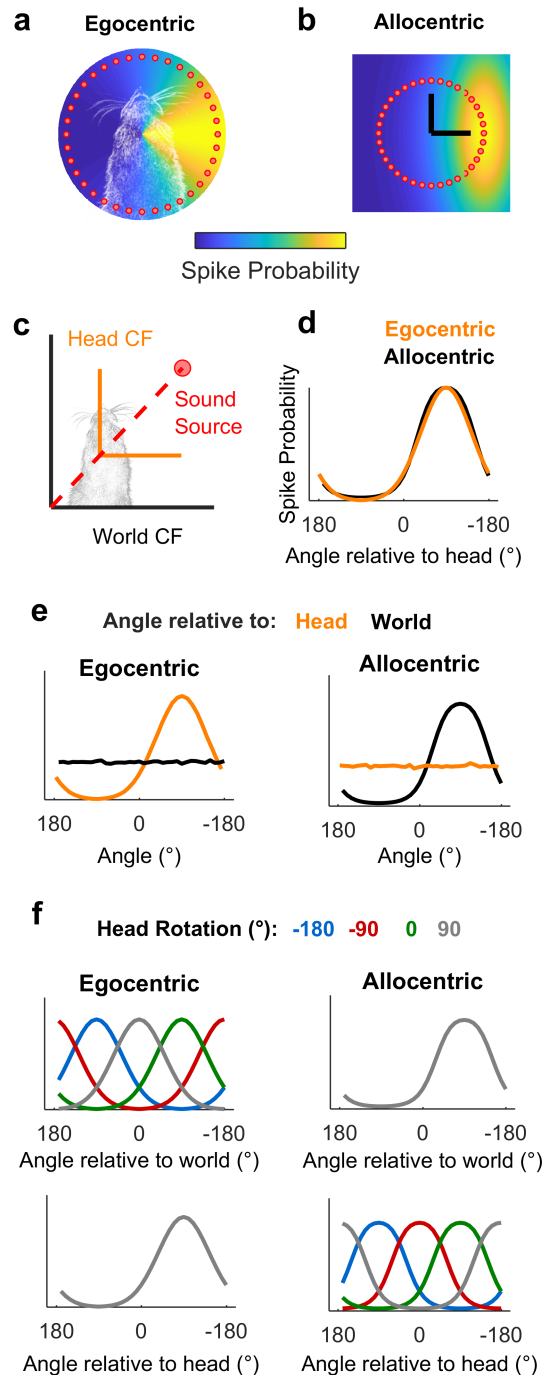 a
Egocentric
b
Allocentric
Spike Probability
c
Head CF
Sound
Source
World CF
d
Egocentric
Allocentric
Spike Probability
180 0 -180
Angle relative to head (°)
e
Angle relative to: Head World
Egocentric
180 0 -180
Angle (°)
Allocentric
180 0 -180
Angle (°)
f
Head Rotation (°): -180 -90 0 90
Egocentric
180 0 -180
Angle relative to world (°)
Allocentric
180 0 -180
Angle relative to world (°)
180 0 -180
Angle relative to head (°)
180 0 -180
Angle relative to head (°)